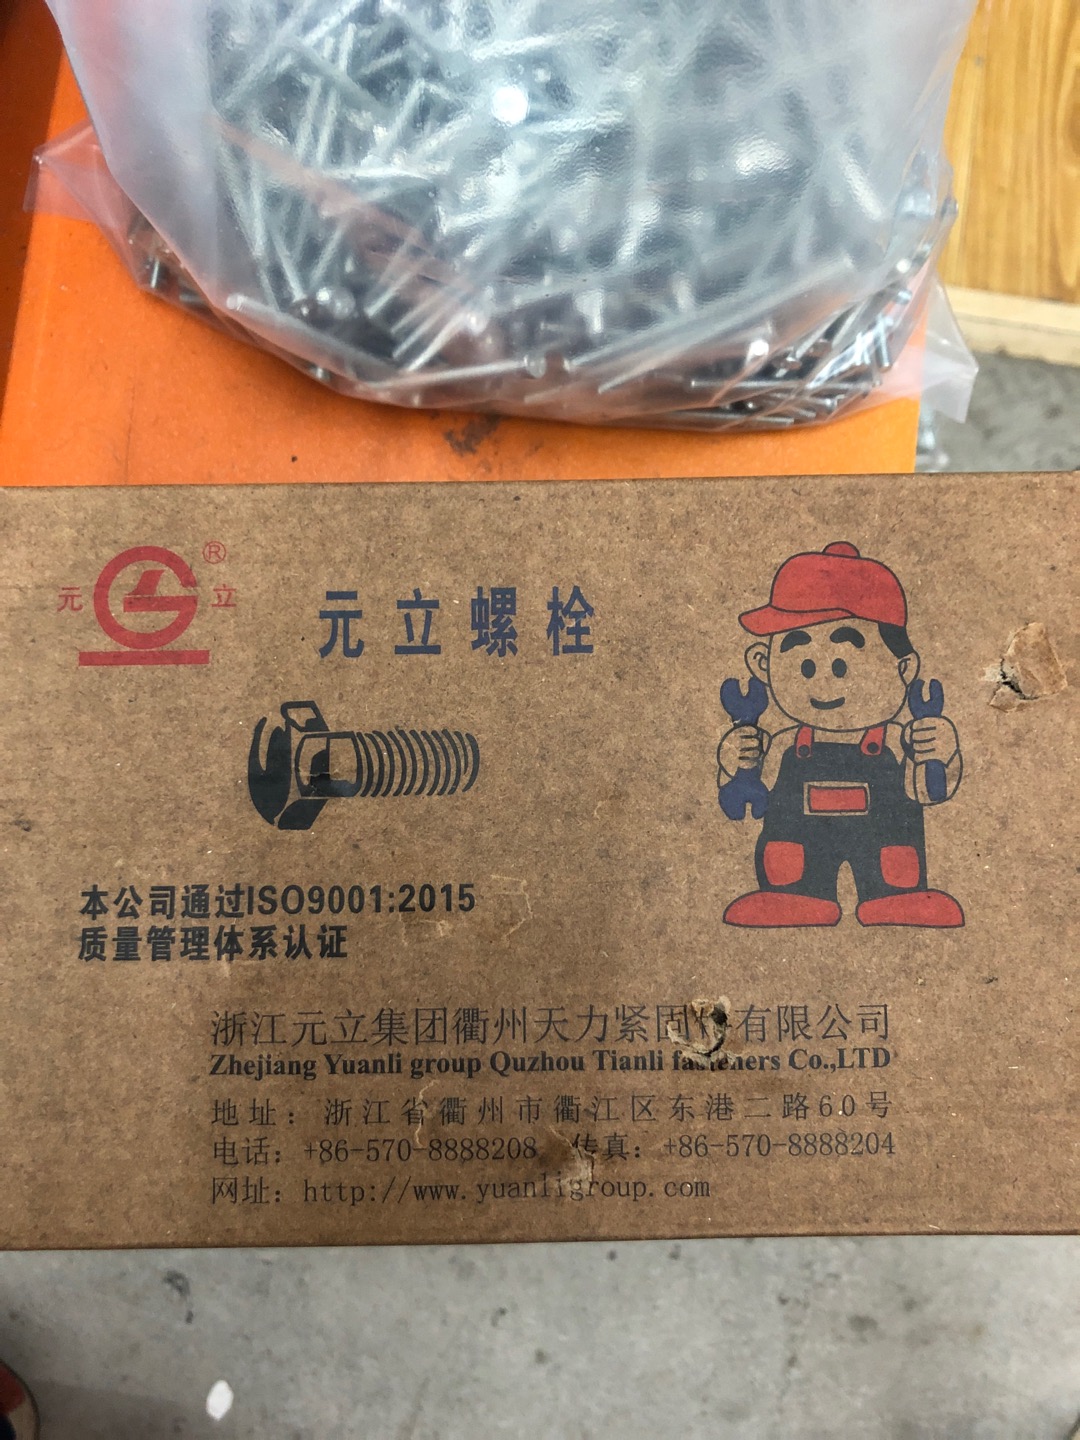 元 ® 立
元立螺栓
本公司通过ISO9001:2015
质量管理体系认证
浙江元立集团衢州天力紧固件有限公司
Zhejiang Yuanli group Quzhou Tianli fasteners Co.,LTD
地址：浙江省衢州市衢江区东港二路60号
电话：+86-570-8888208 传真：+86-570-8888204
网址：http://www.yuanligroup.com